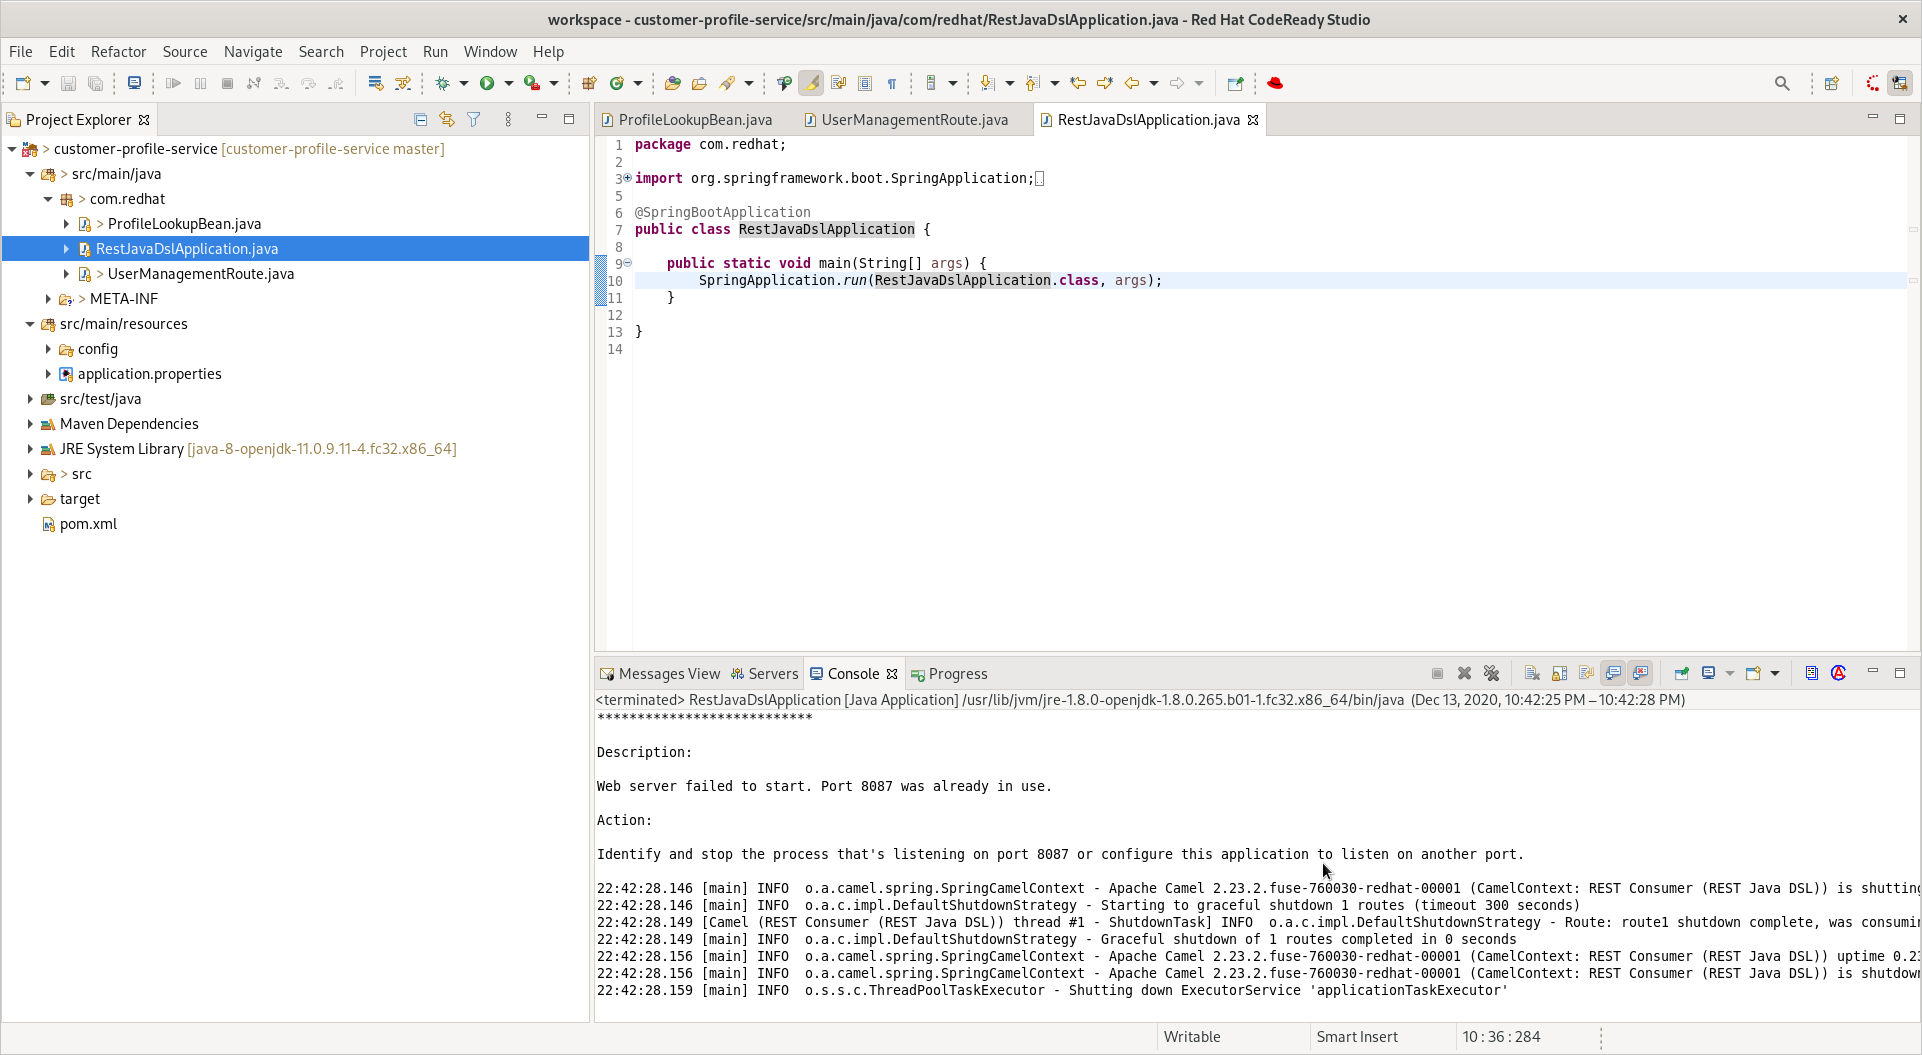 workspace - customer-profile-service/src/main/java/com/redhat/RestJavaDslApplication.java - Red Hat CodeReady Studio
File Edit Refactor Source Navigate Search Project Run Window Help
Project Explorer
> customer-profile-service [customer-profile-service master]
> src/main/java
> com.redhat
> ProfileLookupBean.java
RestJavaDslApplication.java
> UserManagementRoute.java
> META-INF
src/main/resources
config
application.properties
src/test/java
Maven Dependencies
JRE System Library [java-8-openjdk-11.0.9.11-4.fc32.x86_64]
> src
target
pom.xml
ProfileLookupBean.java UserManagementRoute.java RestJavaDslApplication.java
1 package com.redhat;
2
3 import org.springframework.boot.SpringApplication;
5
6 @SpringBootApplication
7 public class RestJavaDslApplication {
8
9 public static void main(String[] args) {
10 SpringApplication.run(RestJavaDslApplication.class, args);
11 }
12
13 }
14
Messages View Servers Console Progress
<terminated> RestJavaDslApplication [Java Application] /usr/lib/jvm/jre-1.8.0-openjdk-1.8.0.265.b01-1.fc32.x86_64/bin/java (Dec 13, 2020, 10:42:25 PM – 10:42:28 PM)
***************************
Description:
Web server failed to start. Port 8087 was already in use.
Action:
Identify and stop the process that's listening on port 8087 or configure this application to listen on another port.
22:42:28.146 [main] INFO o.a.camel.spring.SpringCamelContext - Apache Camel 2.23.2.fuse-760030-redhat-00001 (CamelContext: REST Consumer (REST Java DSL)) is shutting
22:42:28.146 [main] INFO o.a.c.impl.DefaultShutdownStrategy - Starting to graceful shutdown 1 routes (timeout 300 seconds)
22:42:28.149 [Camel (REST Consumer (REST Java DSL)) thread #1 - ShutdownTask] INFO o.a.c.impl.DefaultShutdownStrategy - Route: route1 shutdown complete, was consumi
22:42:28.149 [main] INFO o.a.c.impl.DefaultShutdownStrategy - Graceful shutdown of 1 routes completed in 0 seconds
22:42:28.156 [main] INFO o.a.camel.spring.SpringCamelContext - Apache Camel 2.23.2.fuse-760030-redhat-00001 (CamelContext: REST Consumer (REST Java DSL)) uptime 0.23
22:42:28.156 [main] INFO o.a.camel.spring.SpringCamelContext - Apache Camel 2.23.2.fuse-760030-redhat-00001 (CamelContext: REST Consumer (REST Java DSL)) is shutdown
22:42:28.159 [main] INFO o.s.s.c.ThreadPoolTaskExecutor - Shutting down ExecutorService 'applicationTaskExecutor'
Writable Smart Insert 10 : 36 : 284